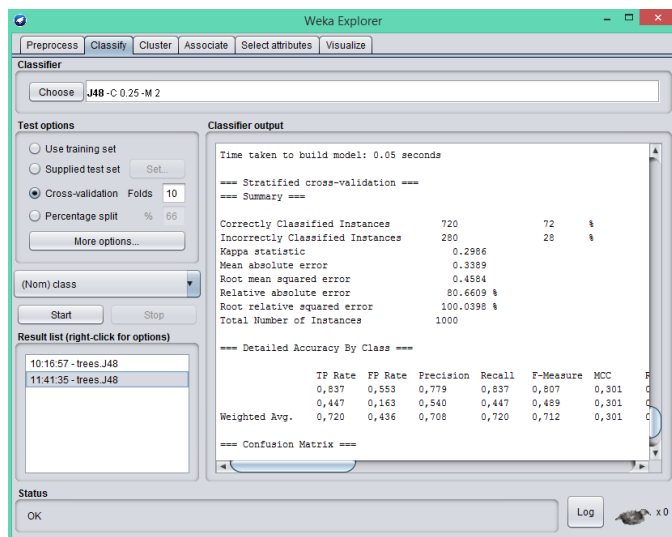 Weka Explorer
Preprocess Classify Cluster Associate Select attributes Visualize
Classifier
Choose J48 -C 0.25 -M 2
Test options
Use training set
Supplied test set Set...
Cross-validation Folds 10
Percentage split % 66
More options...
(Nom) class
Start Stop
Result list (right-click for options)
10:16:57 - trees.J48
11:41:35 - trees.J48
Classifier output
Time taken to build model: 0.05 seconds
=== Stratified cross-validation ===
=== Summary ===
Correctly Classified Instances 720 72 %
Incorrectly Classified Instances 280 28 %
Kappa statistic 0.2986
Mean absolute error 0.3389
Root mean squared error 0.4584
Relative absolute error 80.6609 %
Root relative squared error 100.0398 %
Total Number of Instances 1000
=== Detailed Accuracy By Class ===
TP Rate FP Rate Precision Recall F-Measure MCC R
0,837 0,553 0,779 0,837 0,807 0,301 0
0,447 0,163 0,540 0,447 0,489 0,301 0
Weighted Avg. 0,720 0,436 0,708 0,720 0,712 0,301 0
=== Confusion Matrix ===
Status
OK
Log
x 0